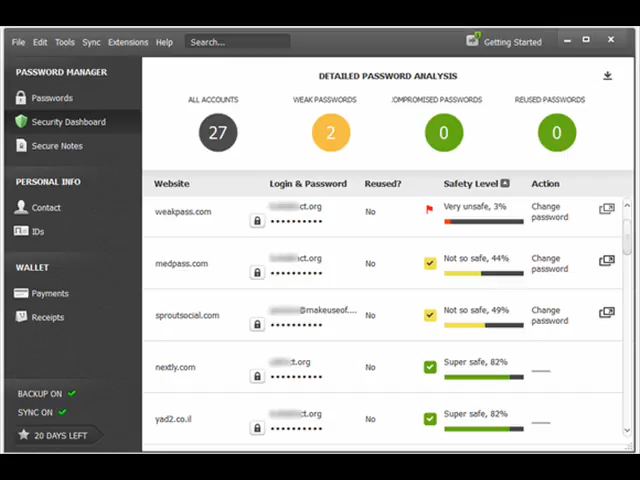 File Edit Tools Sync Extensions Help Search... Getting Started
PASSWORD MANAGER
Passwords
Security Dashboard
Secure Notes
PERSONAL INFO
Contact
IDs
WALLET
Payments
Receipts
BACKUP ON
SYNC ON
20 DAYS LEFT
DETAILED PASSWORD ANALYSIS
ALL ACCOUNTS WEAK PASSWORDS COMPROMISED PASSWORDS REUSED PASSWORDS
27 2 0 0
Website Login & Password Reused? Safety Level Action
weakpass.com ct.org No Very unsafe, 3% Change
password
medpass.com ct.org No Not so safe, 44% Change
password
sproutsocial.com @makeuseof.... No Not so safe, 49% Change
password
nextly.com ct.org No Super safe, 82%
yad2.co.il ct.org No Super safe, 82%